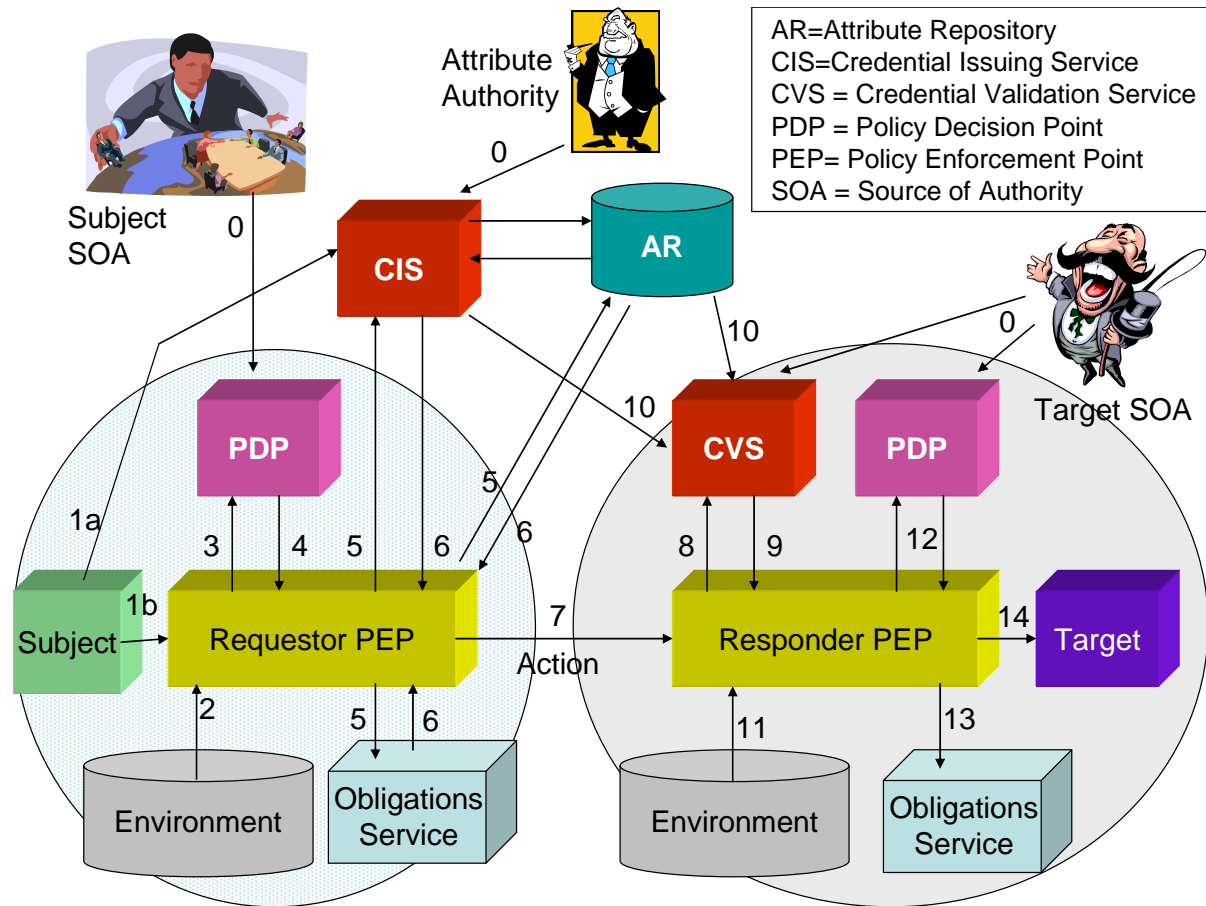 Attribute
Authority
AR=Attribute Repository
CIS=Credential Issuing Service
CVS = Credential Validation Service
PDP = Policy Decision Point
PEP= Policy Enforcement Point
SOA = Source of Authority
Subject
SOA
0
0
CIS
AR
0
Target SOA
10
10
PDP
CVS
PDP
1a
3
4
5
6
5
6
8
9
12
1b
Subject
Requestor PEP
7
Action
Responder PEP
14
Target
2
5
6
11
13
Environment
Obligations
Service
Environment
Obligations
Service